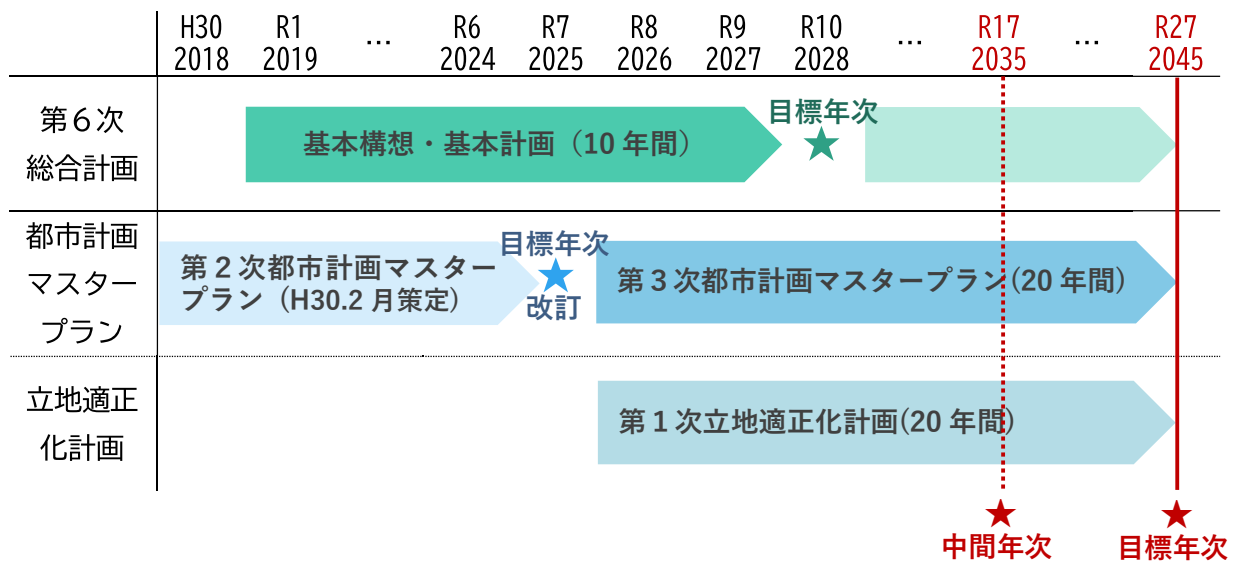 H30 R1 … R6 R7 R8 R9 R10 … R17 … R27
2018 2019 2024 2025 2026 2027 2028 2035 2045
第６次
総合計画
基本構想・基本計画（10 年間）
目標年次
都市計画
マスター
プラン
第２次都市計画マスター
プラン（H30.2 月策定）
目標年次
改訂
第３次都市計画マスタープラン(20 年間）
立地適正
化計画
第１次立地適正化計画(20 年間）
中間年次
目標年次